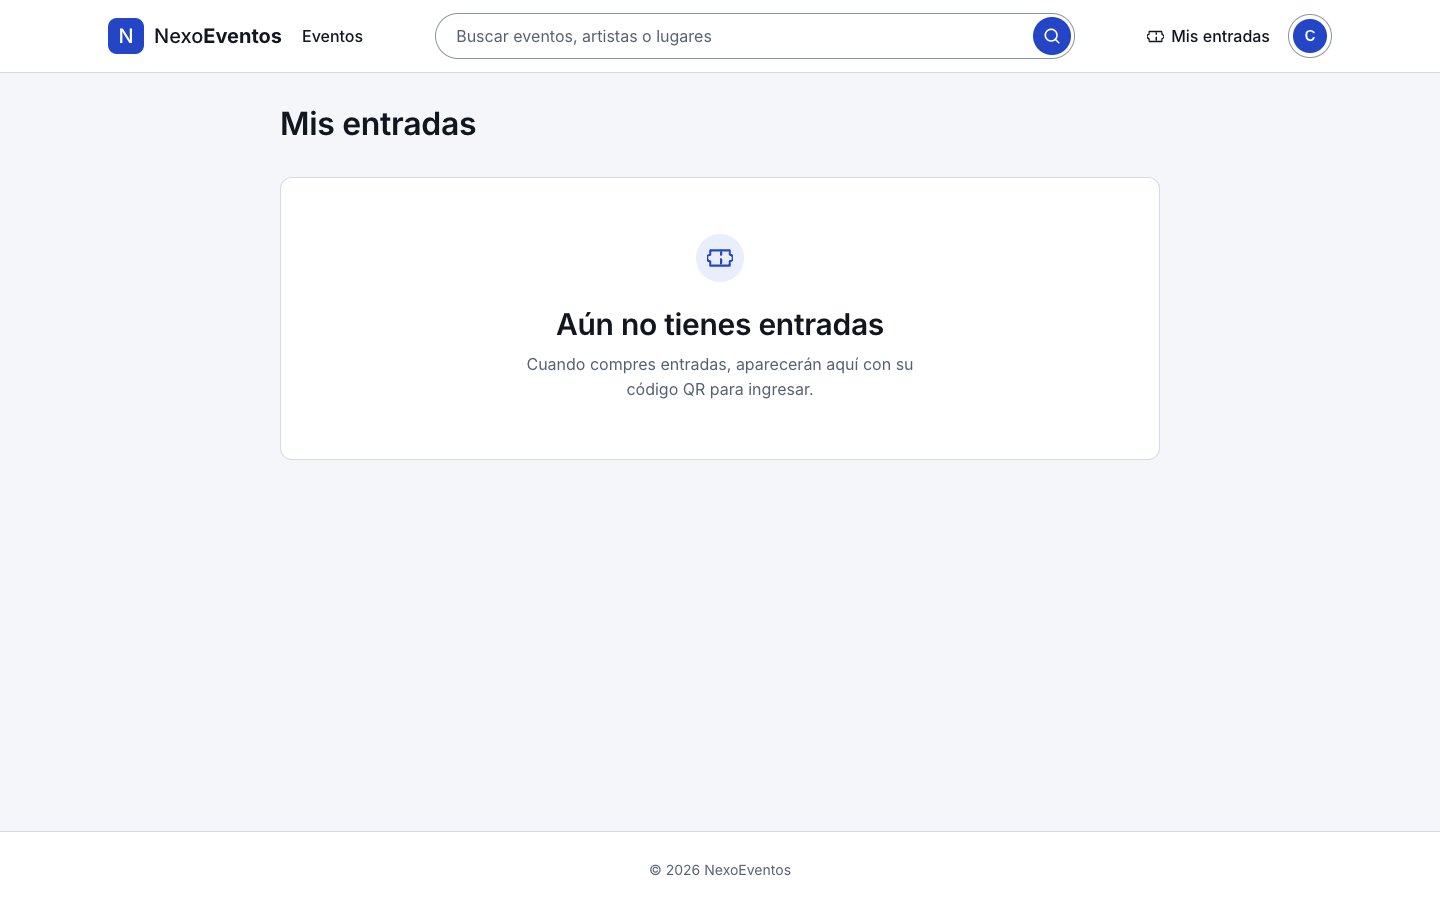 N NexoEventos Eventos Buscar eventos, artistas o lugares Mis entradas C
Mis entradas
Aún no tienes entradas
Cuando compres entradas, aparecerán aquí con su
código QR para ingresar.
© 2026 NexoEventos